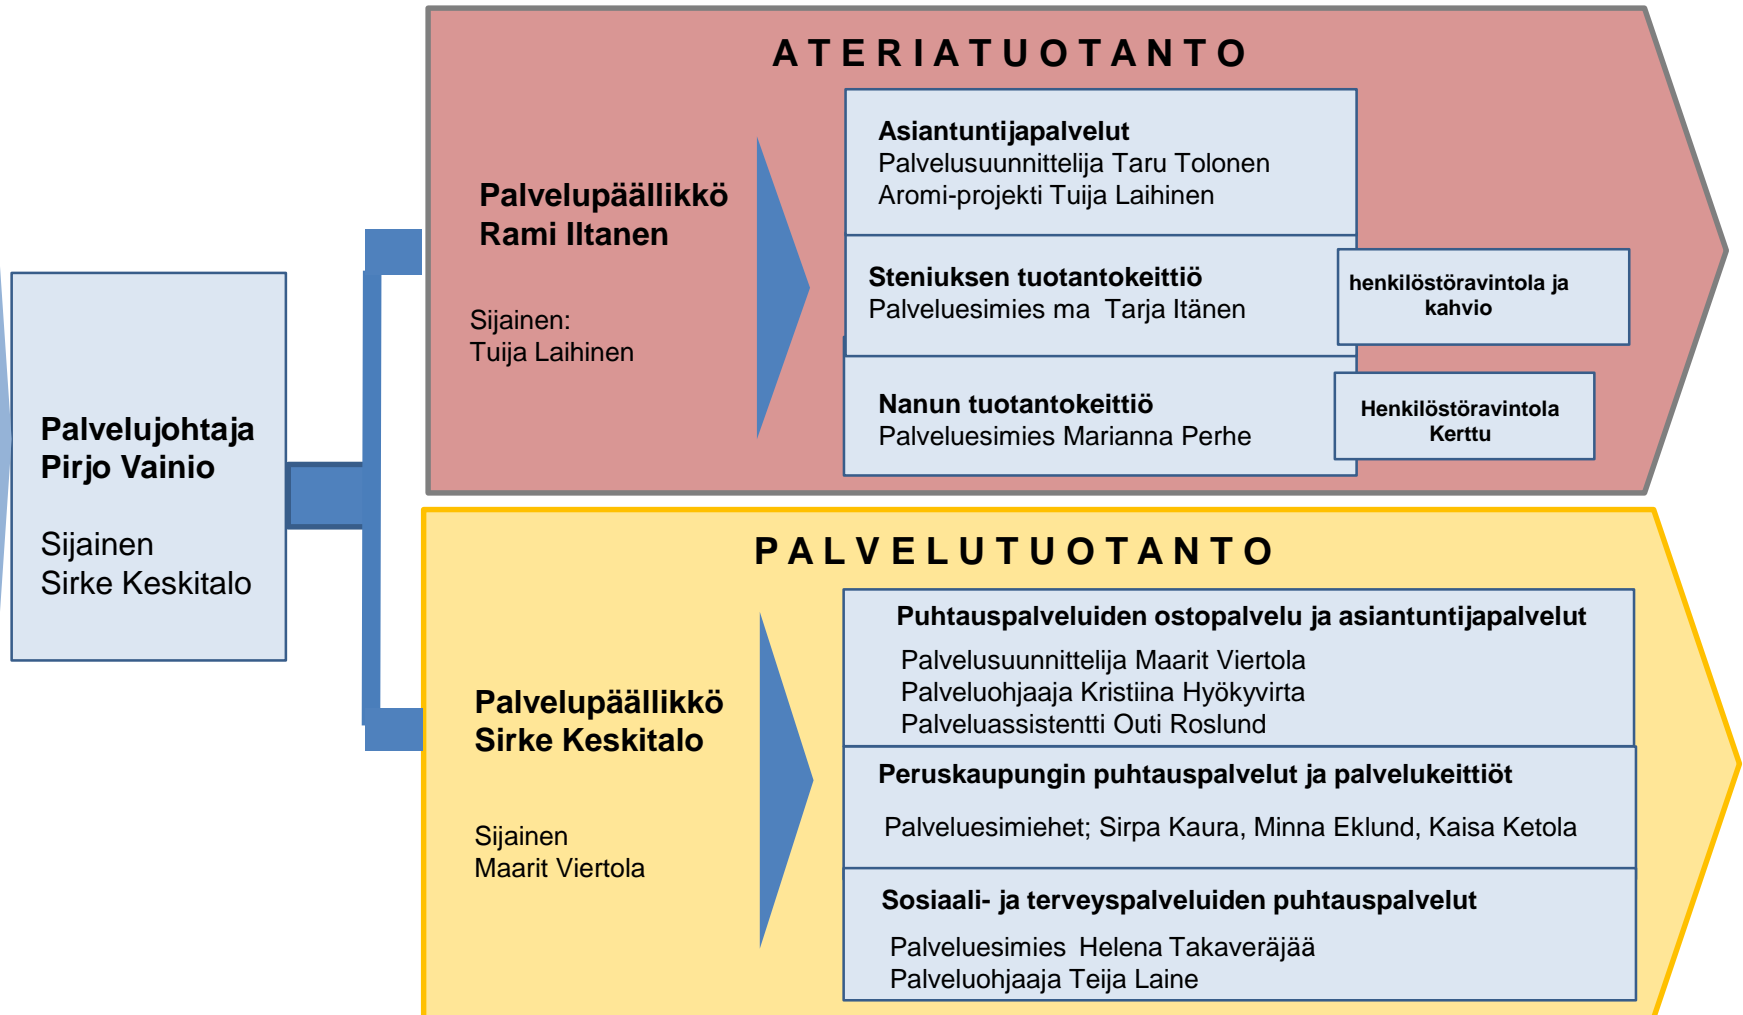 Palvelujohtaja
Pirjo Vainio
Sijainen
Sirke Keskitalo
A T E R I A T U O T A N T O
Palvelupäällikkö
Rami Iltanen
Sijainen:
Tuija Laihinen
Asiantuntijapalvelut
Palvelusuunnittelija Taru Tolonen
Aromi-projekti Tuija Laihinen
Steniuksen tuotantokeittiö
Palveluesimies ma  Tarja Itänen
henkilöstöravintola ja
kahvio
Nanun tuotantokeittiö
Palveluesimies Marianna Perhe
Henkilöstöravintola
Kerttu
P A L V E L U T U O T A N T O
Palvelupäällikkö
Sirke Keskitalo
Sijainen
Maarit Viertola
Puhtauspalveluiden ostopalvelu ja asiantuntijapalvelut
Palvelusuunnittelija Maarit Viertola
Palveluohjaaja Kristiina Hyökyvirta
Palveluassistentti Outi Roslund
Peruskaupungin puhtauspalvelut ja palvelukeittiöt
Palveluesimiehet; Sirpa Kaura, Minna Eklund, Kaisa Ketola
Sosiaali- ja terveyspalveluiden puhtauspalvelut
Palveluesimies  Helena Takaveräjää
Palveluohjaaja Teija Laine